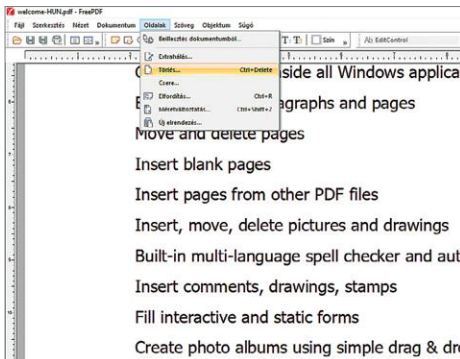 welcome-HUN.pdf - FreePDF
Fájl Szerkesztés Nézet Dokumentum Oldalak Szöveg Objektum Súgó
Beillesztés dokumentumból...
Extrahálás...
Törlés... Ctrl+Delete
Csere...
Elfordítás... Ctrl+R
Méretváltoztatás... Ctrl+Shift+Z
Új elrendezés...
Szín
Ab EditControl
side all Windows applica
agraphs and pages
Move and delete pages
Insert blank pages
Insert pages from other PDF files
Insert, move, delete pictures and drawings
Built-in multi-language spell checker and aut
Insert comments, drawings, stamps
Fill interactive and static forms
Create photo albums using simple drag & dr